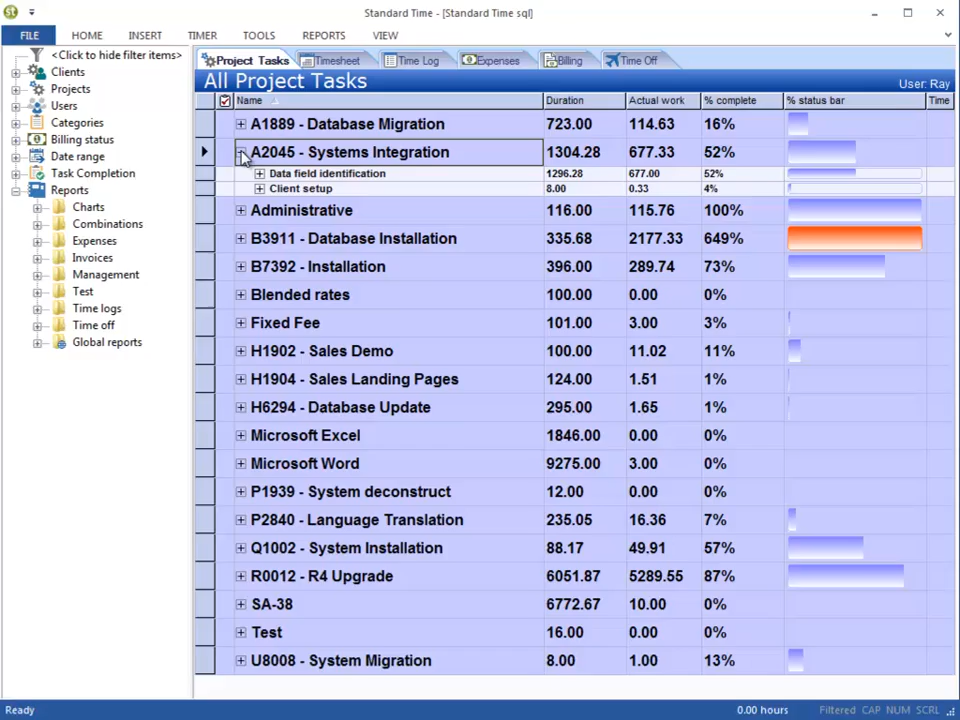 st Standard Time - [Standard Time sql]
FILE HOME INSERT TIMER TOOLS REPORTS VIEW
<Click to hide filter items>
Clients
Projects
Users
Categories
Billing status
Date range
Task Completion
Reports
Charts
Combinations
Expenses
Invoices
Management
Test
Time logs
Time off
Global reports
Project Tasks Timesheet Time Log Expenses Billing Time Off
All Project Tasks User: Ray
Name Duration Actual work % complete % status bar Time
A1889 - Database Migration 723.00 114.63 16%
A2045 - Systems Integration 1304.28 677.33 52%
Data field identification 1296.28 677.00 52%
Client setup 8.00 0.33 4%
Administrative 116.00 115.76 100%
B3911 - Database Installation 335.68 2177.33 649%
B7392 - Installation 396.00 289.74 73%
Blended rates 100.00 0.00 0%
Fixed Fee 101.00 3.00 3%
H1902 - Sales Demo 100.00 11.02 11%
H1904 - Sales Landing Pages 124.00 1.51 1%
H6294 - Database Update 295.00 1.65 1%
Microsoft Excel 1846.00 0.00 0%
Microsoft Word 9275.00 3.00 0%
P1939 - System deconstruct 12.00 0.00 0%
P2840 - Language Translation 235.05 16.36 7%
Q1002 - System Installation 88.17 49.91 57%
R0012 - R4 Upgrade 6051.87 5289.55 87%
SA-38 6772.67 10.00 0%
Test 16.00 0.00 0%
U8008 - System Migration 8.00 1.00 13%
Ready 0.00 hours Filtered CAP NUM SCRL